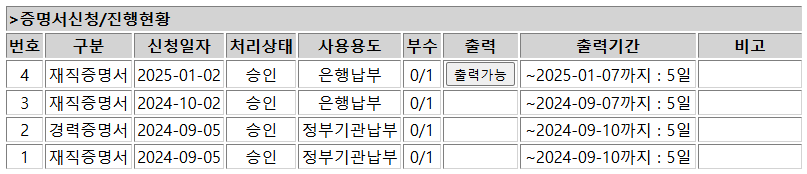 >증명서신청/진행현황
번호 구분 신청일자 처리상태 사용용도 부수 출력 출력기간 비고
4 재직증명서 2025-01-02 승인 은행납부 0/1 출력가능 ~2025-01-07까지 : 5일
3 재직증명서 2024-10-02 승인 은행납부 0/1 ~2024-09-07까지 : 5일
2 경력증명서 2024-09-05 승인 정부기관납부 0/1 ~2024-09-10까지 : 5일
1 재직증명서 2024-09-05 승인 정부기관납부 0/1 ~2024-09-10까지 : 5일